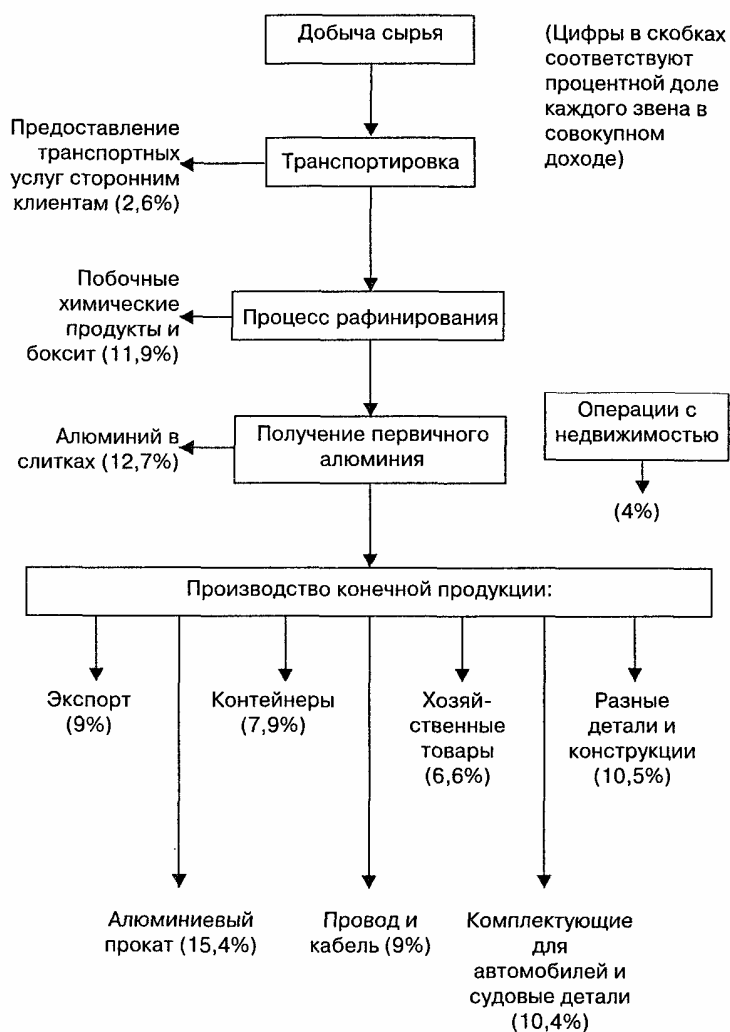 Добыча сырья
(Цифры в скобках
соответствуют
процентной доле
каждого звена в
совокупном
доходе)
Предоставление
транспортных
услуг сторонним
клиентам (2,6%)
Транспортировка
Побочные
химические
продукты и
боксит (11,9%)
Процесс рафинирования
Алюминий в
слитках (12,7%)
Получение первичного
алюминия
Операции с
недвижимостью
(4%)
Производство конечной продукции:
Экспорт
(9%)
Контейнеры
(7,9%)
Хозяй-
ственные
товары
(6,6%)
Разные
детали и
конструкции
(10,5%)
Алюминиевый
прокат (15,4%)
Провод и
кабель (9%)
Комплектующие
для
автомобилей и
судовые детали
(10,4%)